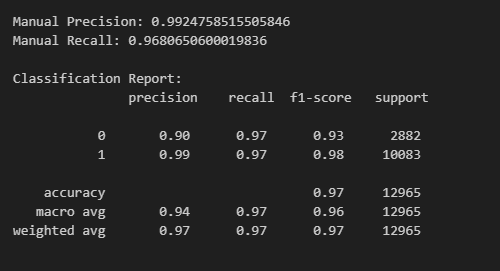 Manual Precision: 0.9924758515505846
Manual Recall: 0.9680650600019836
Classification Report:
precision recall f1-score support
0 0.90 0.97 0.93 2882
1 0.99 0.97 0.98 10083
accuracy 0.97 12965
macro avg 0.94 0.97 0.96 12965
weighted avg 0.97 0.97 0.97 12965